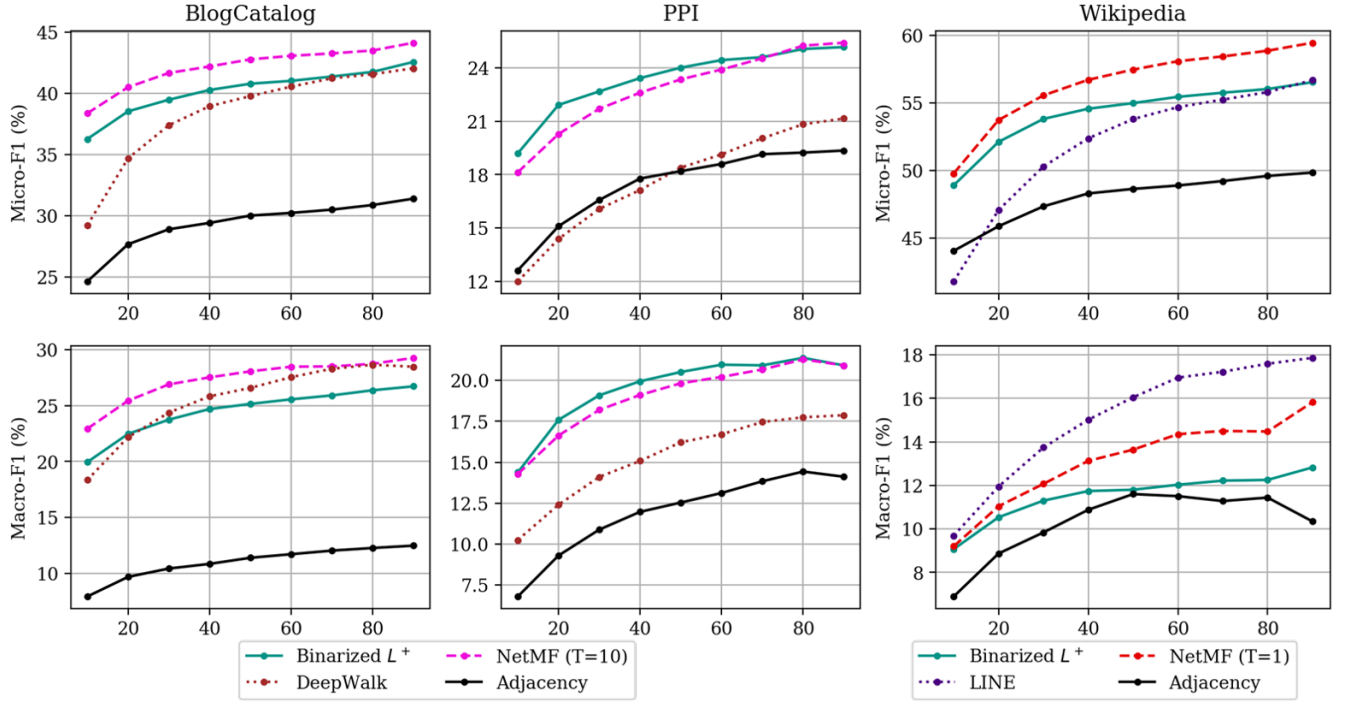 BlogCatalog
PPI
Wikipedia
Micro-F1 (%)
45
40
35
30
25
20 40 60 80
Micro-F1 (%)
24
21
18
15
12
20 40 60 80
Micro-F1 (%)
60
55
50
45
20 40 60 80
Macro-F1 (%)
30
25
20
15
10
20 40 60 80
Macro-F1 (%)
20.0
17.5
15.0
12.5
10.0
7.5
20 40 60 80
Macro-F1 (%)
18
16
14
12
10
8
20 40 60 80
Binarized L⁺ NetMF (T=10)
DeepWalk Adjacency
Binarized L⁺ NetMF (T=1)
LINE Adjacency